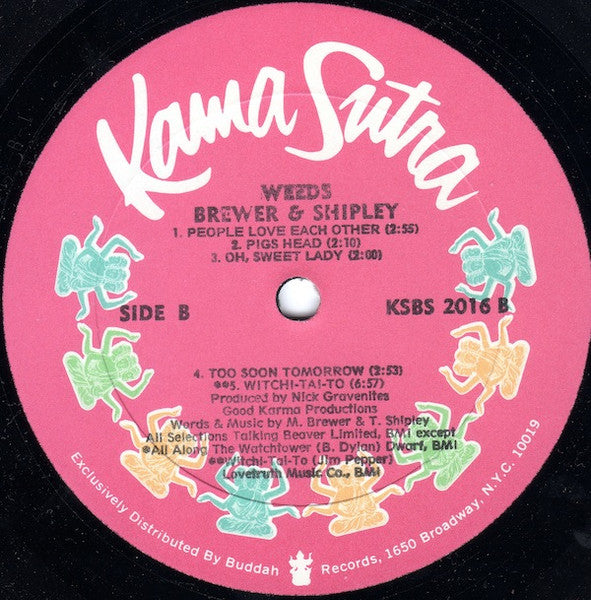 Kama Sutra
WEEDS
BREWER & SHIPLEY
1. PEOPLE LOVE EACH OTHER (2:55)
2. PIGS HEAD (2:10)
3. OH, SWEET LADY (2:00)
SIDE B
KSBS 2016 B
4. TOO SOON TOMORROW (2:53)
**5. WITCHI-TAI-TO (6:57)
Produced by Nick Gravenites
Good Karma Productions
Words & Music by M. Brewer & T. Shipley
All Selections Talking Beaver Limited, BMI except
*All Along The Watchtower (B. Dylan) Dwarf, BMI
**Witchi-Tai-To (Jim Pepper)
Lovetruth Music Co., BMI
Exclusively Distributed By Buddah Records, 1650 Broadway, N.Y.C. 10019